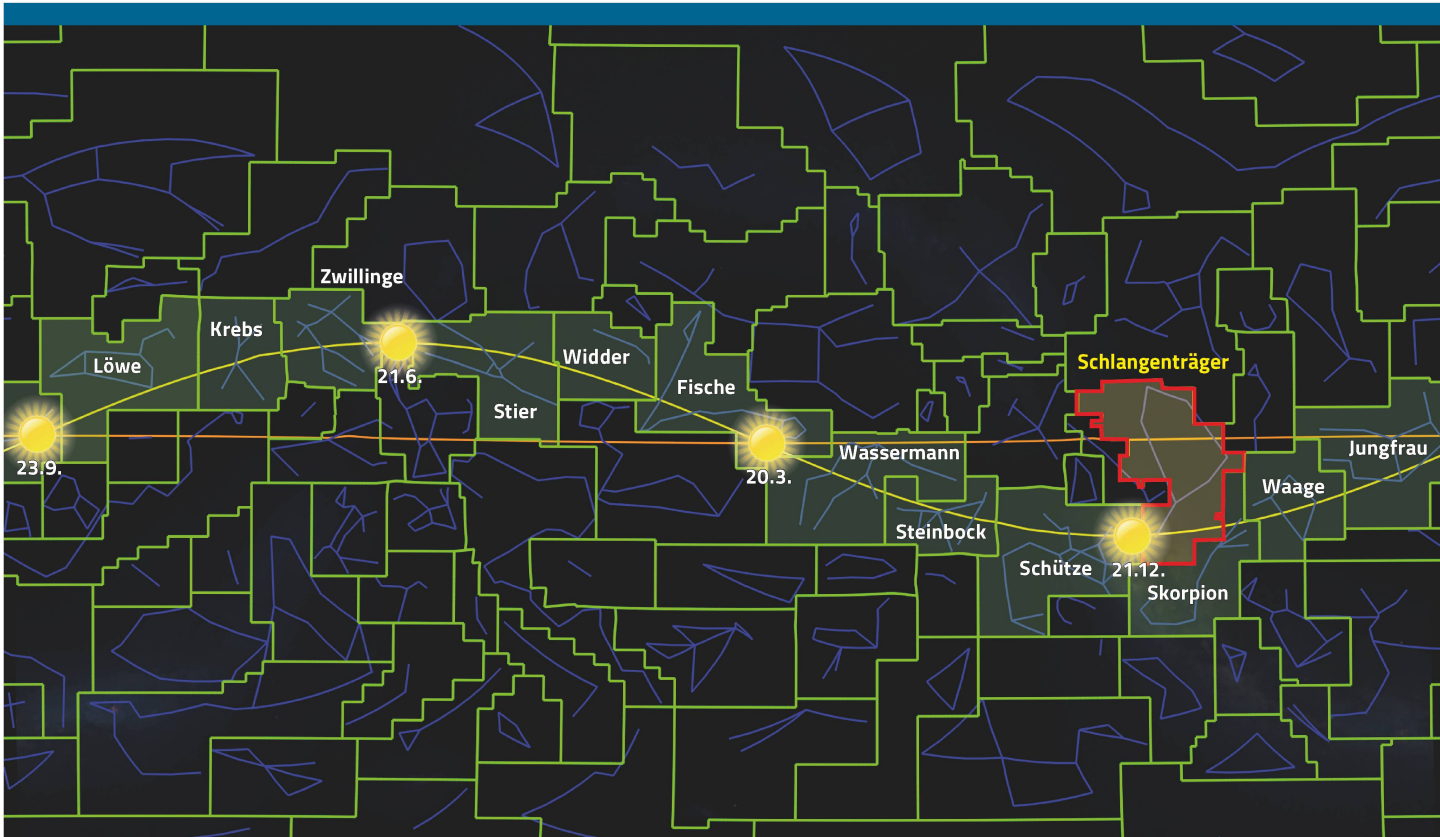 Zwillinge
Krebs
Löwe
Widder
Schlangenträger
21.6.
Fische
Stier
Wassermann
Jungfrau
23.9.
20.3.
Waage
Steinbock
Schütze
21.12.
Skorpion